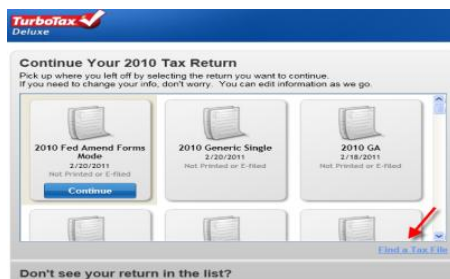 TurboTax
Deluxe
Continue Your 2010 Tax Return
Pick up where you left off by selecting the return you want to continue.
If you need to change your info, don't worry. You can edit information as we go.
2010 Fed Amend Forms Mode
2/20/2011
Not Printed or E-filed
Continue
2010 Generic Single
2/20/2011
Not Printed or E-filed
2010 GA
2/18/2011
Not Printed or E-filed
Find a Tax File
Don't see your return in the list?